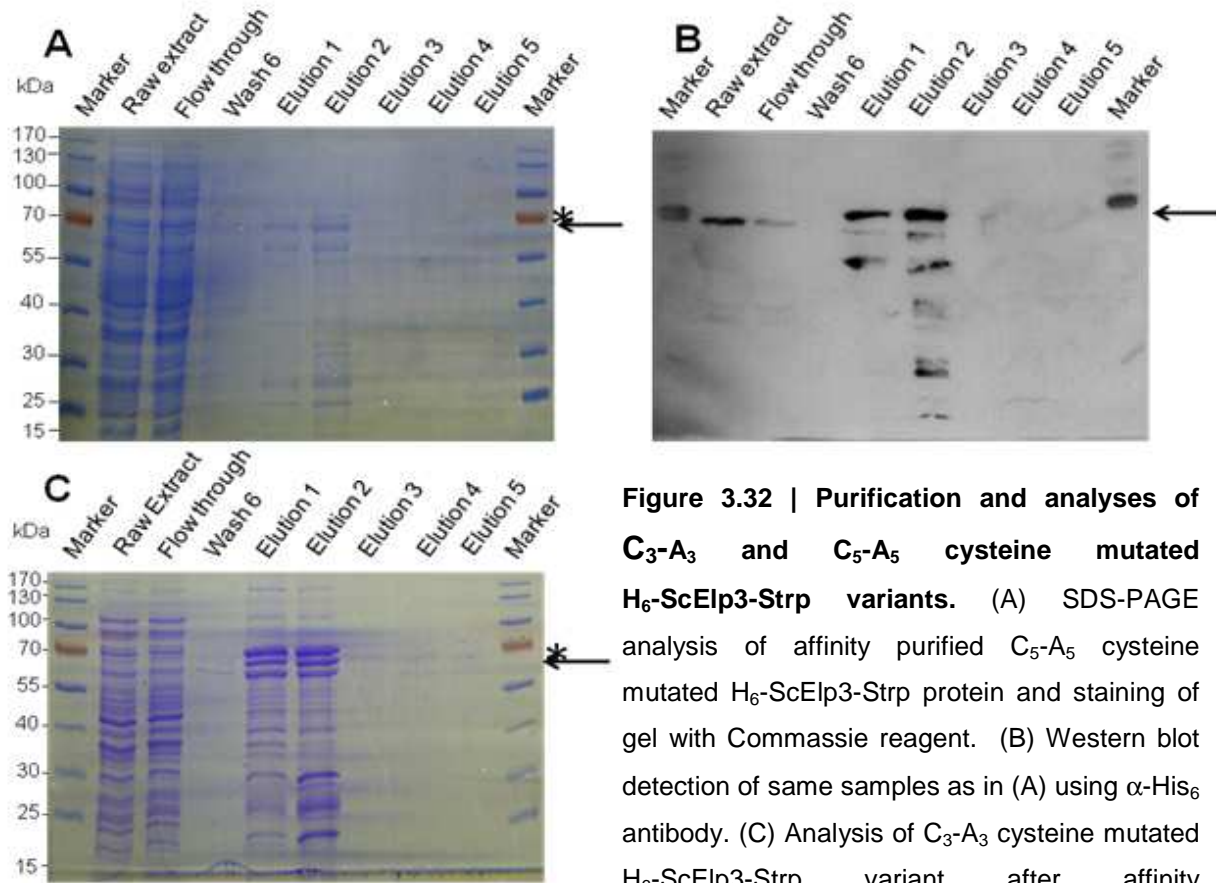 A
Marker Raw extract Flow through Wash 6 Elution 1 Elution 2 Elution 3 Elution 4 Elution 5 Marker
kDa
170
130
100
70
55
40
30
25
15
*
B
Marker Raw extract Flow through Wash 6 Elution 1 Elution 2 Elution 3 Elution 4 Elution 5 Marker
C
Marker Raw Extract Flow through Wash 6 Elution 1 Elution 2 Elution 3 Elution 4 Elution 5 Marker
kDa
170
130
100
70
55
40
30
25
15
*
Figure 3.32 | Purification and analyses of
C₃-A₃ and C₅-A₅ cysteine mutated
H₆-ScElp3-Strp variants. (A) SDS-PAGE
analysis of affinity purified C₅-A₅ cysteine
mutated H₆-ScElp3-Strp protein and staining of
gel with Commassie reagent. (B) Western blot
detection of same samples as in (A) using α-His₆
antibody. (C) Analysis of C₃-A₃ cysteine mutated
H₆-ScElp3-Strp variant after affinity